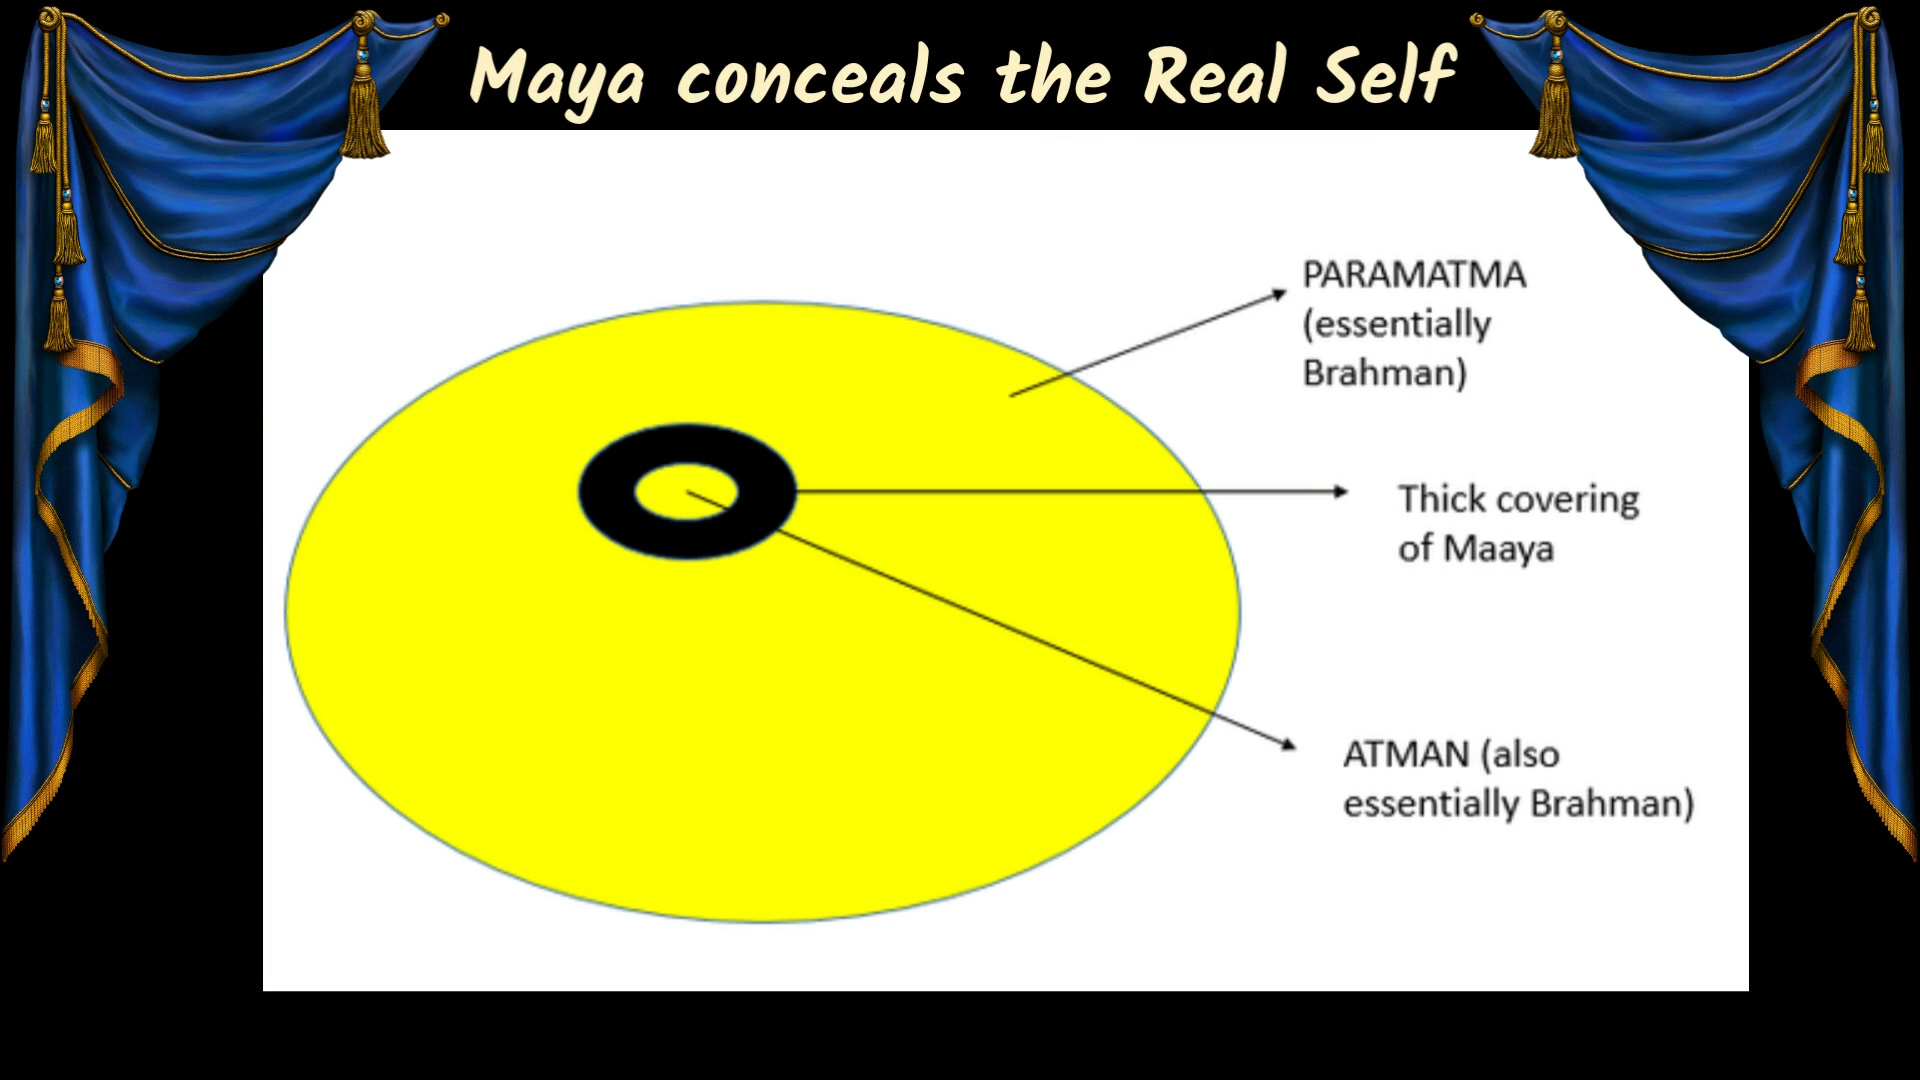 Maya conceals the Real Self
PARAMATMA
(essentially
Brahman)
Thick covering
of Maaya
ATMAN (also
essentially Brahman)